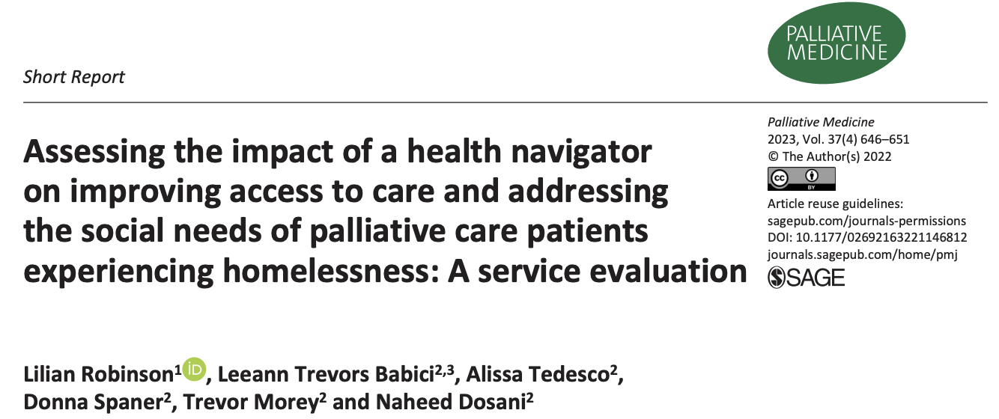 PALLIATIVE
MEDICINE
Short Report
Assessing the impact of a health navigator
on improving access to care and addressing
the social needs of palliative care patients
experiencing homelessness: A service evaluation
Palliative Medicine
2023, Vol. 37(4) 646–651
© The Author(s) 2022
cc BY
Article reuse guidelines:
sagepub.com/journals-permissions
DOI: 10.1177/02692163221146812
journals.sagepub.com/home/pmj
SAGE
Lilian Robinson1 iD, Leeann Trevors Babici2,3, Alissa Tedesco2,
Donna Spaner2, Trevor Morey2 and Naheed Dosani2